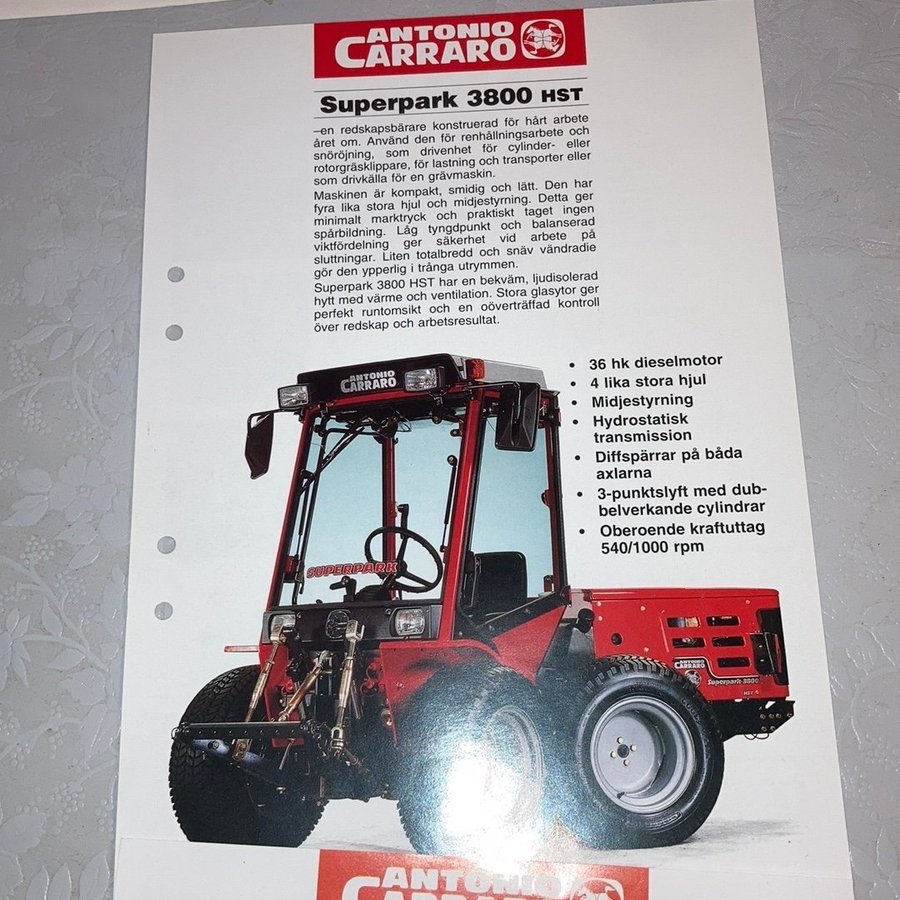 ANTONIO
CARRARO
Superpark 3800 HST
–en redskapsbärare konstruerad för hårt arbete
året om. Använd den för renhållningsarbete och
snöröjning, som drivenhet för cylinder- eller
rotorgräsklippare, för lastning och transporter eller
som drivkälla för en grävmaskin.
Maskinen är kompakt, smidig och lätt. Den har
fyra lika stora hjul och midjestyrning. Detta ger
minimalt marktryck och praktiskt taget ingen
spårbildning. Låg tyngdpunkt och balanserad
viktfördelning ger säkerhet vid arbete på
sluttningar. Liten totalbredd och snäv vändradie
gör den ypperlig i trånga utrymmen.
Superpark 3800 HST har en bekväm, ljudisolerad
hytt med värme och ventilation. Stora glasytor ger
perfekt runtomsikt och en oöverträffad kontroll
över redskap och arbetsresultat.
• 36 hk dieselmotor
• 4 lika stora hjul
• Midjestyrning
• Hydrostatisk
transmission
• Diffspärrar på båda
axlarna
• 3-punktslyft med dub-
belverkande cylindrar
• Oberoende kraftuttag
540/1000 rpm
ANTONIO
CARRARO
SUPERPARK
ANTONIO
CARRARO
Superpark 3800
HST
ANTONIO
CARRARO